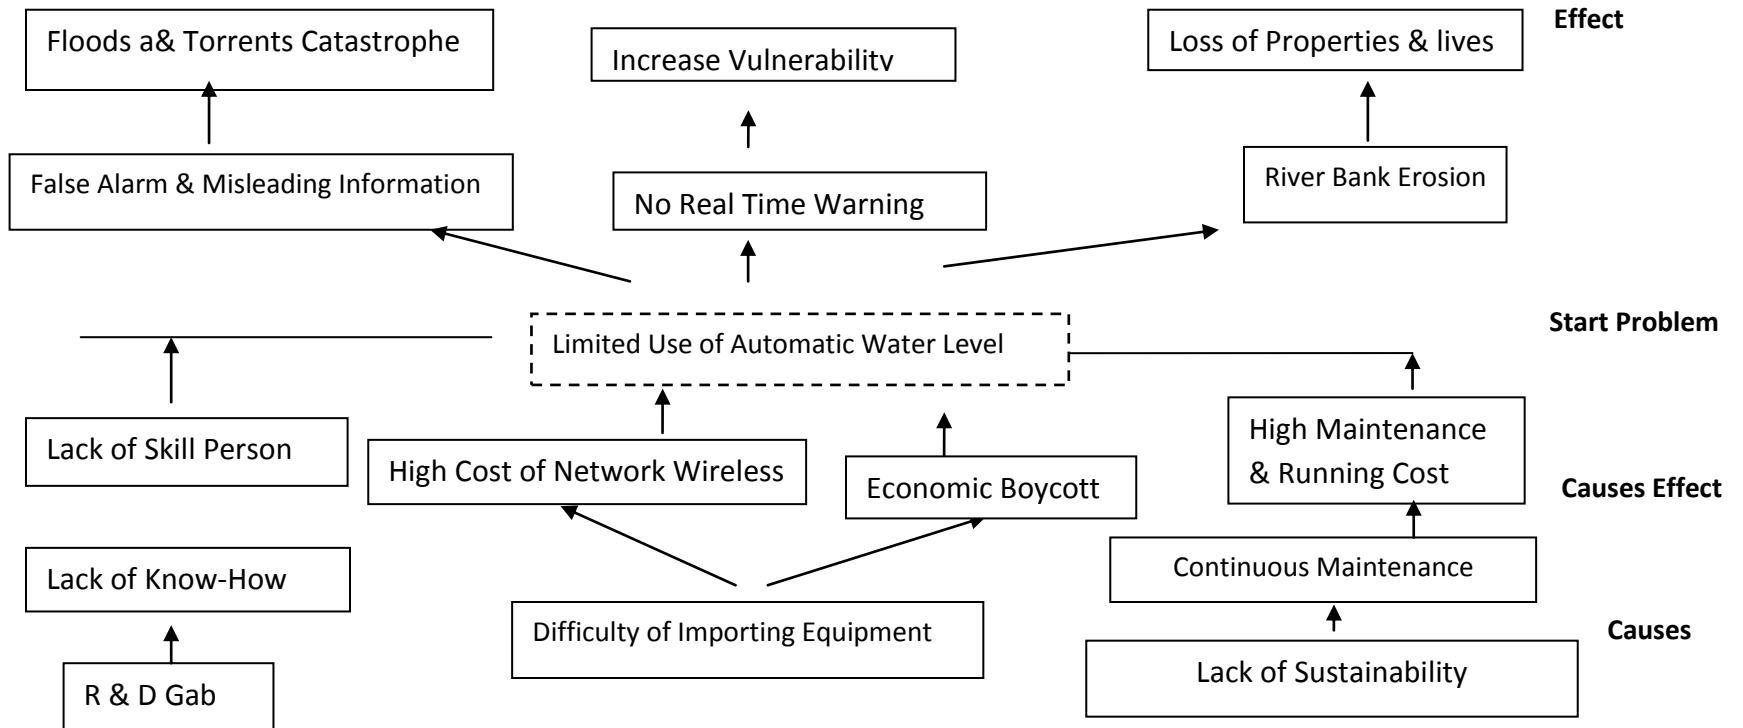 Effect
Floods a& Torrents Catastrophe
Increase Vulnerability
Loss of Properties & lives
False Alarm & Misleading Information
No Real Time Warning
River Bank Erosion
Start Problem
Limited Use of Automatic Water Level
Lack of Skill Person
High Cost of Network Wireless
Economic Boycott
High Maintenance
& Running Cost
Causes Effect
Lack of Know-How
Difficulty of Importing Equipment
Continuous Maintenance
Causes
R & D Gab
Lack of Sustainability